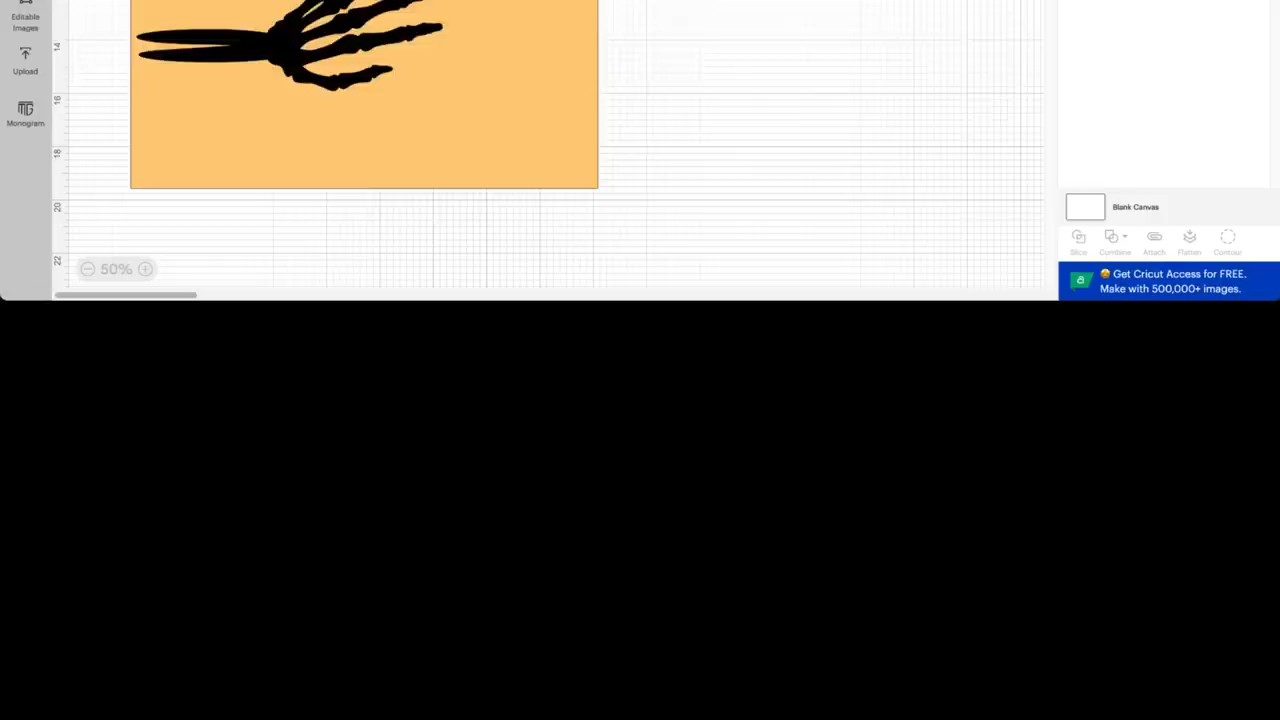 Editable
Images
Upload
Monogram
14
16
18
20
22
50%
Blank Canvas
Slice
Combine
Attach
Flatten
Contour
🤩 Get Cricut Access for FREE.
Make with 500,000+ images.